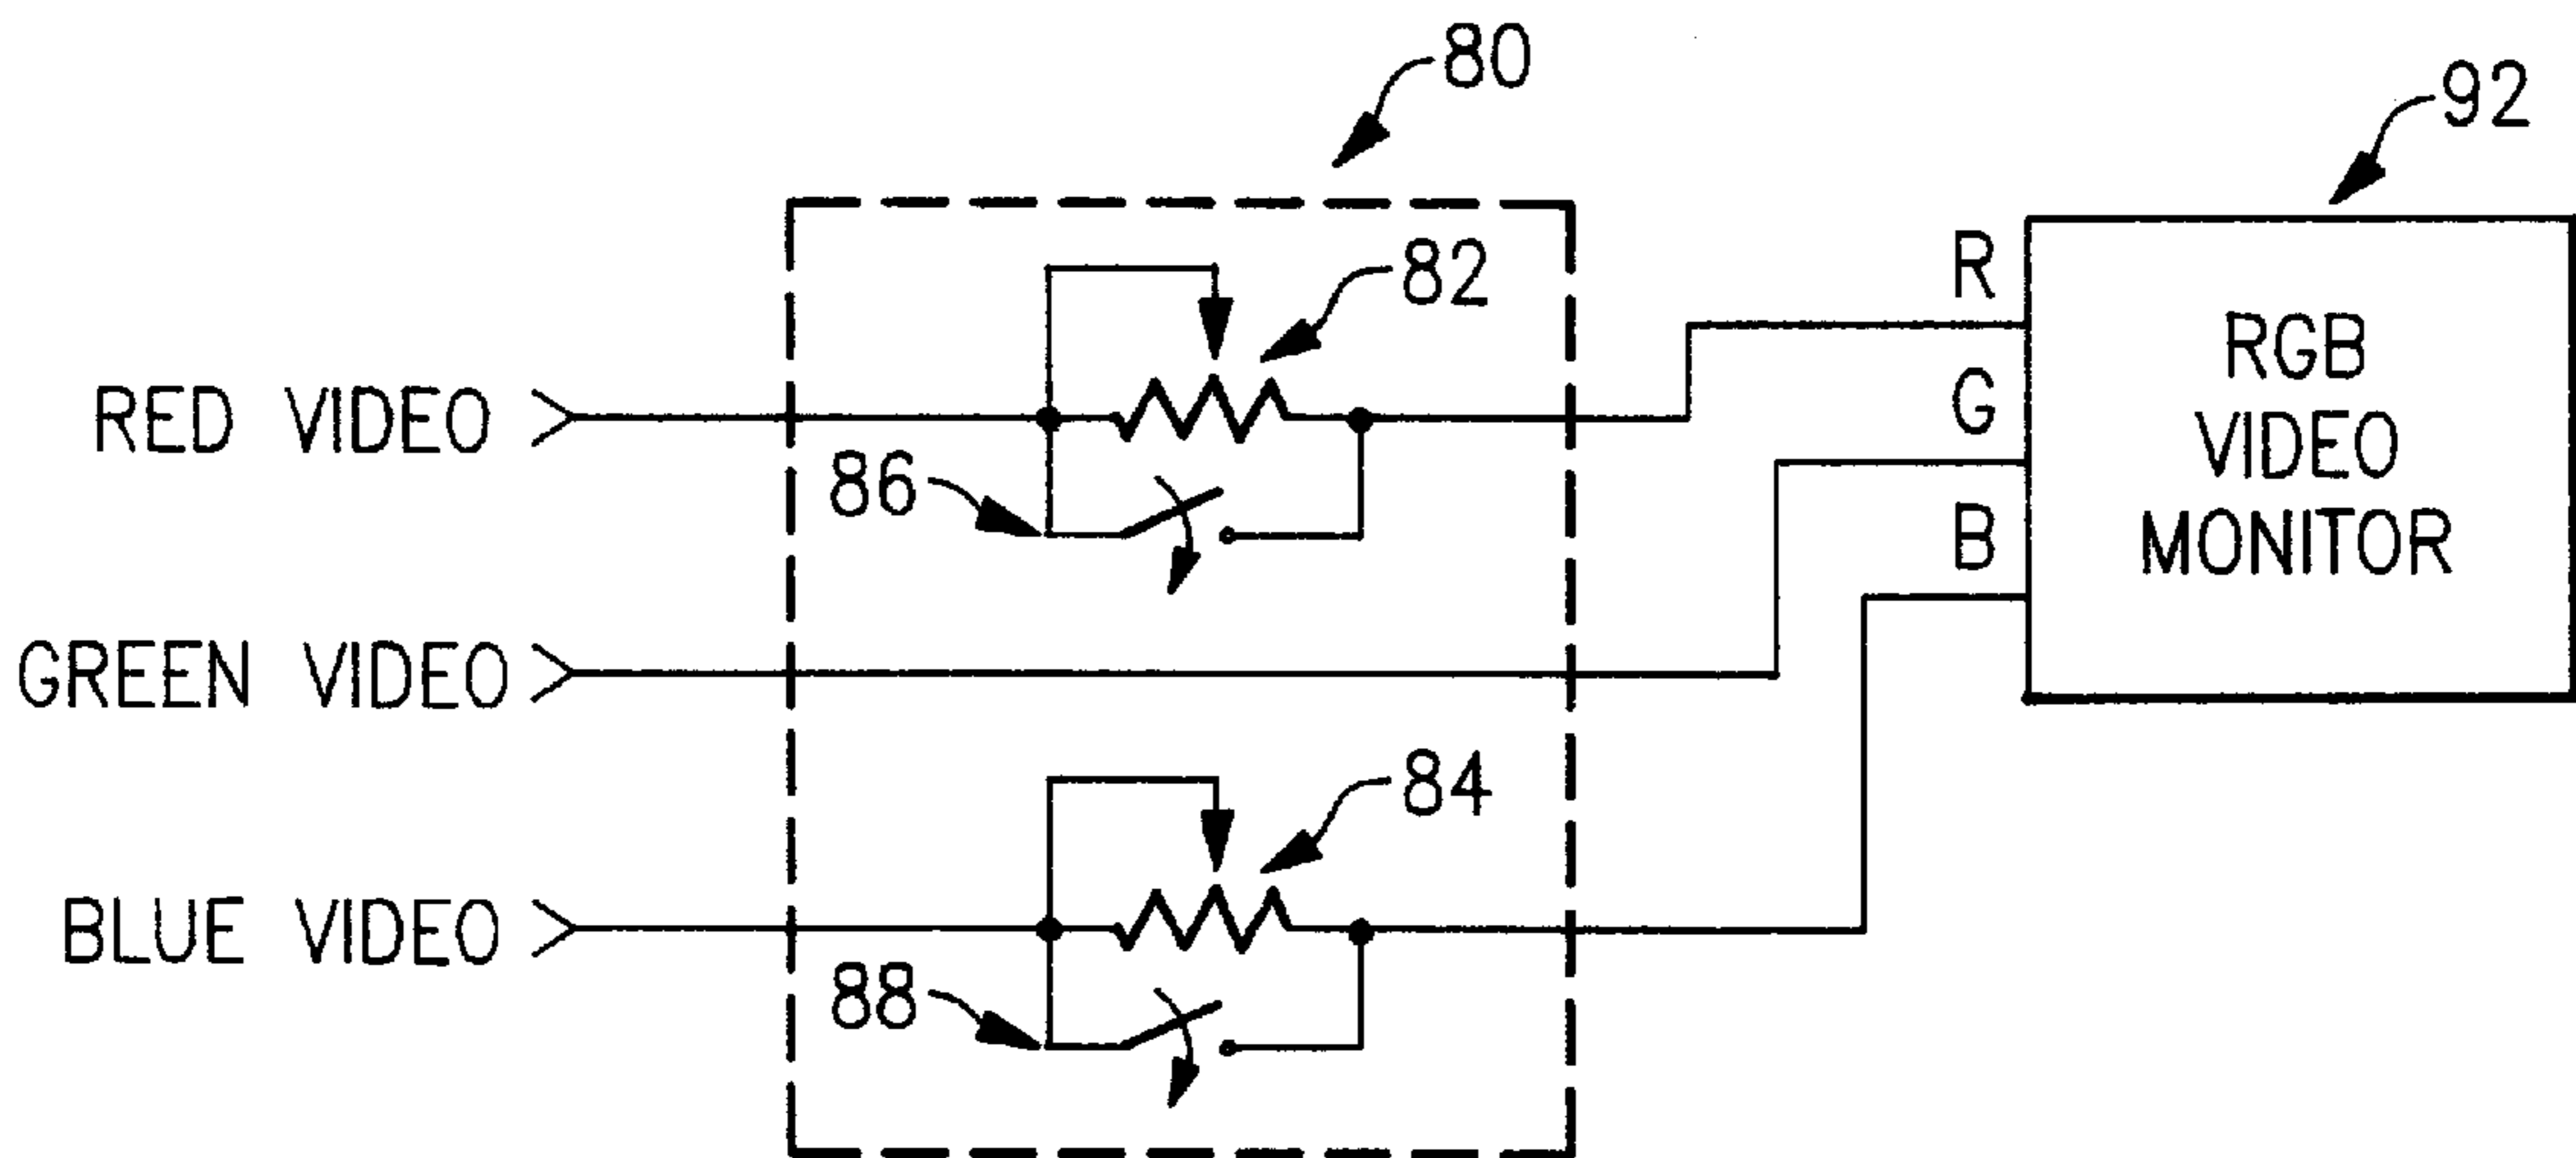 80
92
82
R
RGB
G
VIDEO
RED VIDEO
86
B
MONITOR
GREEN VIDEO
84
BLUE VIDEO
88